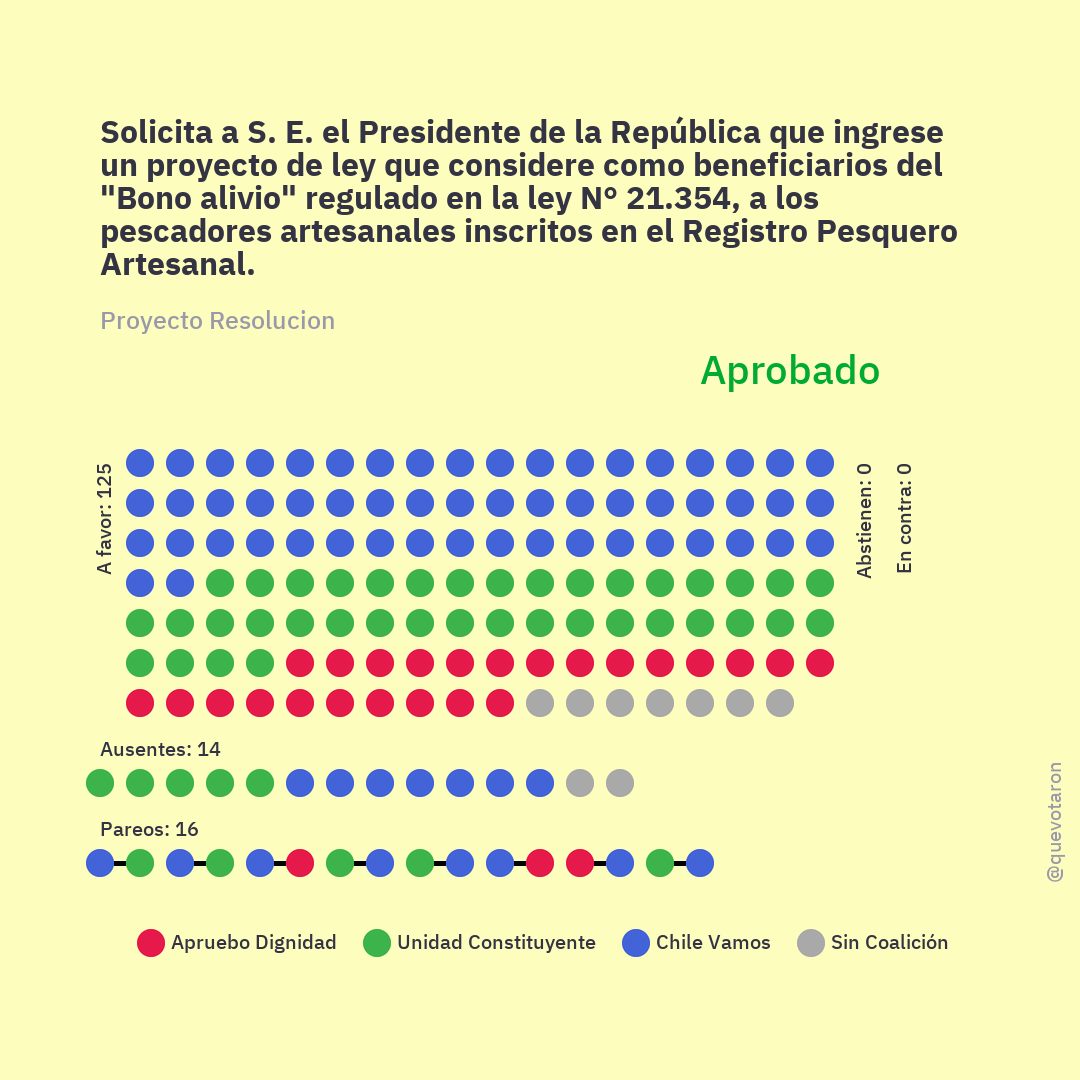 Solicita a S. E. el Presidente de la República que ingrese
un proyecto de ley que considere como beneficiarios del
"Bono alivio" regulado en la ley N° 21.354, a los
pescadores artesanales inscritos en el Registro Pesquero
Artesanal.
Proyecto Resolucion
Aprobado
A favor: 125
Abstienen: 0
En contra: 0
Ausentes: 14
Pareos: 16
@quevotaron
Apruebo Dignidad
Unidad Constituyente
Chile Vamos
Sin Coalición